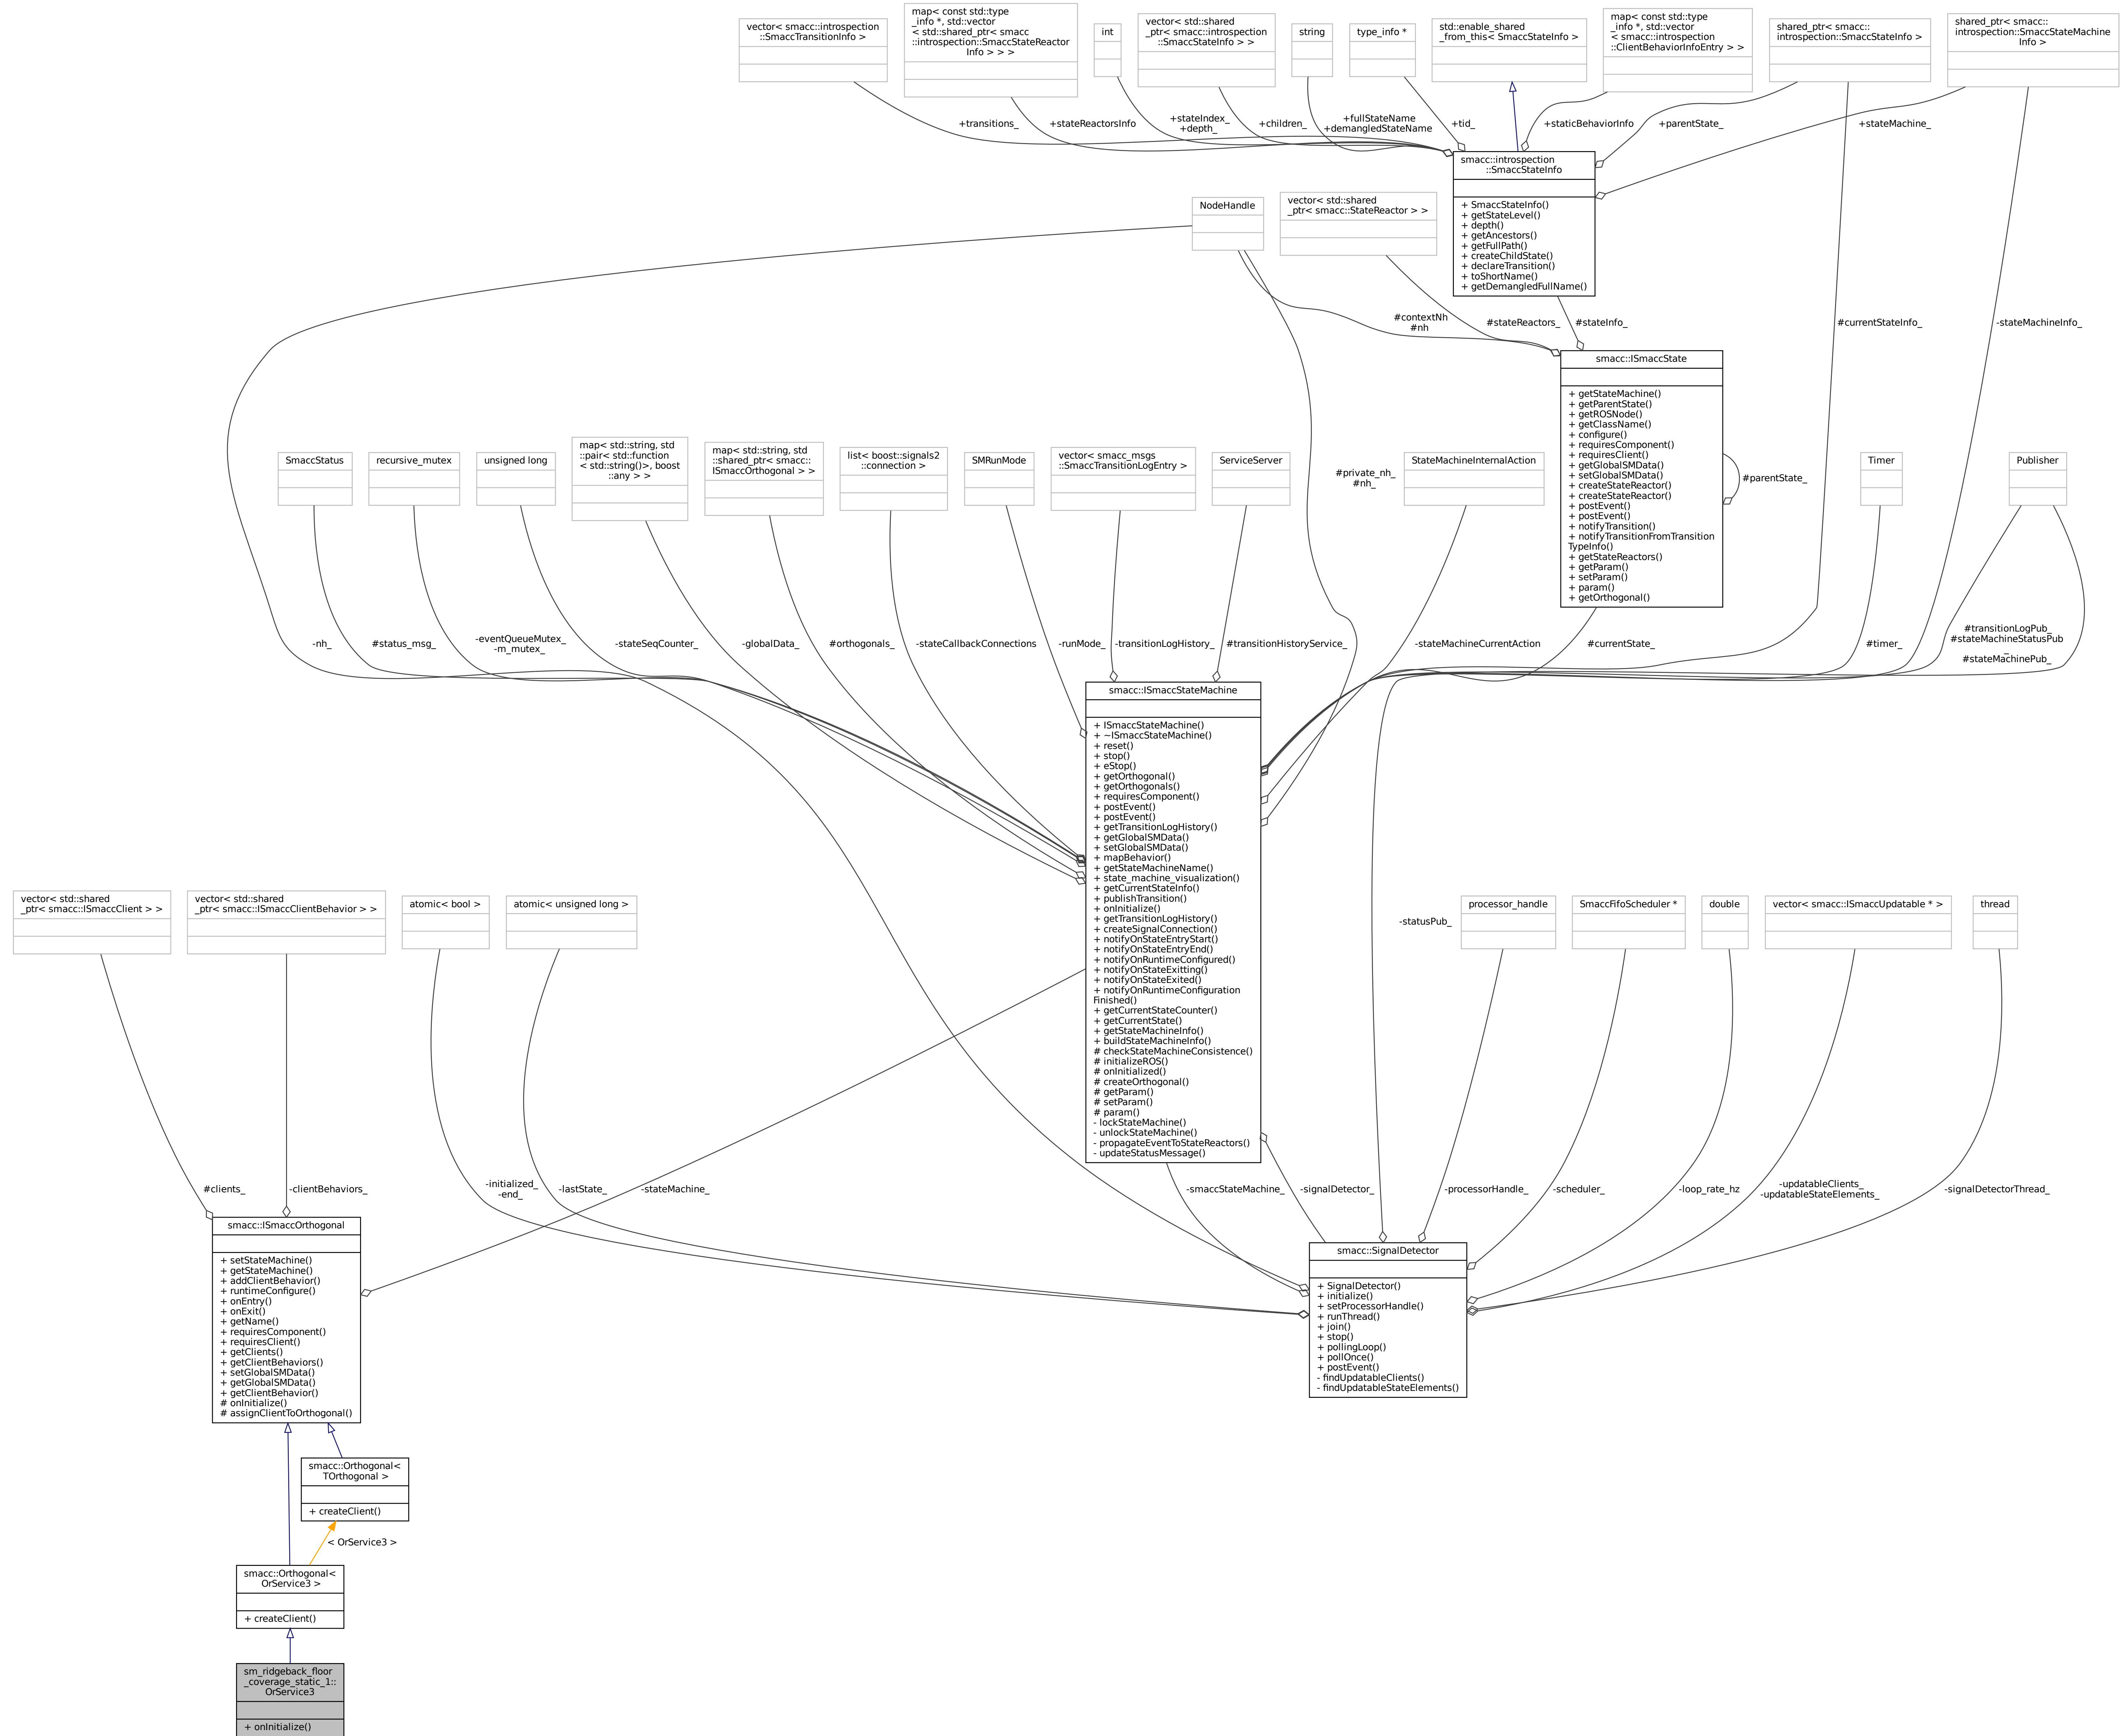 vector< smacc::introspection
::SmaccTransitionInfo >
map< const std::type
_info *, std::vector
< std::shared_ptr< smacc
::introspection::SmaccStateReactor
Info > > >
int
vector< std::shared
_ptr< smacc::introspection
::SmaccStateInfo > >
string
type_info *
std::enable_shared
_from_this< SmaccStateInfo >
map< const std::type
_info *, std::vector
< smacc::introspection
::ClientBehaviorInfoEntry > >
shared_ptr< smacc::
introspection::SmaccStateInfo >
shared_ptr< smacc::
introspection::SmaccStateMachine
Info >
+transitions_
+stateReactorsInfo
+stateIndex_
+depth_
+children_
+fullStateName
+demangledStateName
+tid_
+staticBehaviorInfo
+parentState_
+stateMachine_
smacc::introspection
::SmaccStateInfo
+ SmaccStateInfo()
+ getStateLevel()
+ depth()
+ getAncestors()
+ getFullPath()
+ createChildState()
+ declareTransition()
+ toShortName()
+ getDemangledFullName()
NodeHandle
vector< std::shared
_ptr< smacc::StateReactor > >
#contextNh
#nh
#stateReactors_
#stateInfo_
#currentStateInfo_
-stateMachineInfo_
smacc::ISmaccState
+ getStateMachine()
+ getParentState()
+ getROSNode()
+ getClassName()
+ configure()
+ requiresComponent()
+ requiresClient()
+ getGlobalSMData()
+ setGlobalSMData()
+ createStateReactor()
+ createStateReactor()
+ postEvent()
+ postEvent()
+ notifyTransition()
+ notifyTransitionFromTransition
TypeInfo()
+ getStateReactors()
+ getParam()
+ setParam()
+ param()
+ getOrthogonal()
#parentState_
SmaccStatus
recursive_mutex
unsigned long
map< std::string, std
::pair< std::function
< std::string()>, boost
::any > >
map< std::string, std
::shared_ptr< smacc::
ISmaccOrthogonal > >
list< boost::signals2
::connection >
SMRunMode
vector< smacc_msgs
::SmaccTransitionLogEntry >
ServiceServer
#private_nh_
#nh_
StateMachineInternalAction
Timer
Publisher
-nh_
#status_msg_
-eventQueueMutex_
-m_mutex_
-stateSeqCounter_
-globalData_
#orthogonals_
-stateCallbackConnections
-runMode_
-transitionLogHistory_
#transitionHistoryService_
-stateMachineCurrentAction
#currentState_
#timer_
#transitionLogPub_
#stateMachineStatusPub
_
#stateMachinePub_
smacc::ISmaccStateMachine
+ ISmaccStateMachine()
+ ~ISmaccStateMachine()
+ reset()
+ stop()
+ eStop()
+ getOrthogonal()
+ getOrthogonals()
+ requiresComponent()
+ postEvent()
+ postEvent()
+ getTransitionLogHistory()
+ getGlobalSMData()
+ setGlobalSMData()
+ mapBehavior()
+ getStateMachineName()
+ state_machine_visualization()
+ getCurrentStateInfo()
+ publishTransition()
+ onInitialize()
+ getTransitionLogHistory()
+ createSignalConnection()
+ notifyOnStateEntryStart()
+ notifyOnStateEntryEnd()
+ notifyOnRuntimeConfigured()
+ notifyOnStateExitting()
+ notifyOnStateExited()
+ notifyOnRuntimeConfiguration
Finished()
+ getCurrentStateCounter()
+ getCurrentState()
+ getStateMachineInfo()
+ buildStateMachineInfo()
# checkStateMachineConsistence()
# initializeROS()
# onInitialized()
# createOrthogonal()
# getParam()
# setParam()
# param()
- lockStateMachine()
- unlockStateMachine()
- propagateEventToStateReactors()
- updateStatusMessage()
vector< std::shared
_ptr< smacc::ISmaccClient > >
vector< std::shared
_ptr< smacc::ISmaccClientBehavior > >
atomic< bool >
atomic< unsigned long >
-statusPub_
processor_handle
SmaccFifoScheduler *
double
vector< smacc::ISmaccUpdatable * >
thread
#clients_
-clientBehaviors_
-initialized_
-end_
-lastState_
-stateMachine_
-smaccStateMachine_
-signalDetector_
-processorHandle_
-scheduler_
-loop_rate_hz
-updatableClients_
-updatableStateElements_
-signalDetectorThread_
smacc::ISmaccOrthogonal
+ setStateMachine()
+ getStateMachine()
+ addClientBehavior()
+ runtimeConfigure()
+ onEntry()
+ onExit()
+ getName()
+ requiresComponent()
+ requiresClient()
+ getClients()
+ getClientBehaviors()
+ setGlobalSMData()
+ getGlobalSMData()
+ getClientBehavior()
# onInitialize()
# assignClientToOrthogonal()
smacc::SignalDetector
+ SignalDetector()
+ initialize()
+ setProcessorHandle()
+ runThread()
+ join()
+ stop()
+ pollingLoop()
+ pollOnce()
+ postEvent()
- findUpdatableClients()
- findUpdatableStateElements()
smacc::Orthogonal<
TOrthogonal >
+ createClient()
< OrService3 >
smacc::Orthogonal<
OrService3 >
+ createClient()
sm_ridgeback_floor
_coverage_static_1::
OrService3
+ onInitialize()